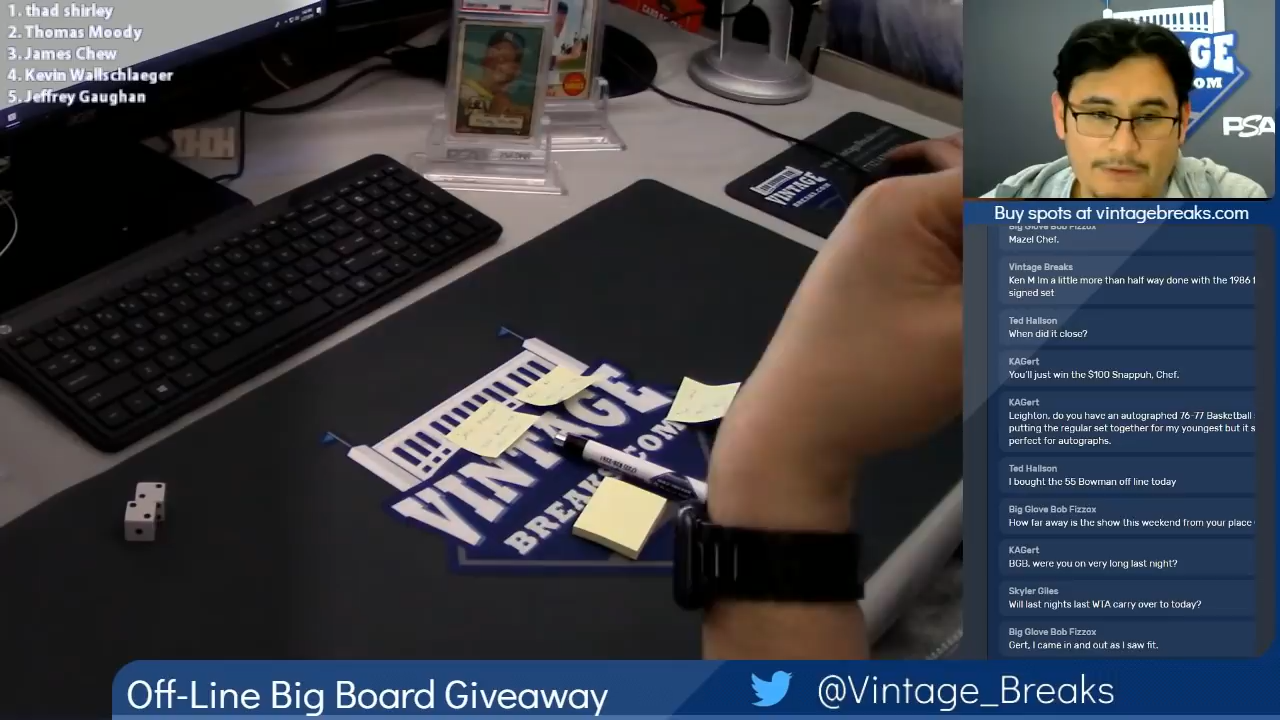 1. thad shirley
2. Thomas Moody
3. James Chew
4. Kevin Wallschlaeger
5. Jeffrey Gaughan
VINTAGE
BREAKS.COM
VINTAGE
BREAKS.COM
GE
OM
PSA
Buy spots at vintagebreaks.com
Big Glove Bob Fizzox
Mazel Chef.
Vintage Breaks
Ken M Im a little more than half way done with the 1986 f
signed set
Ted Hallson
When did it close?
KAGert
You'll just win the $100 Snappuh, Chef.
KAGert
Leighton, do you have an autographed 76-77 Basketball
putting the regular set together for my youngest but it s
perfect for autographs.
Ted Hallson
I bought the 55 Bowman off line today
Big Glove Bob Fizzox
How far away is the show this weekend from your place
KAGert
BGB, were you on very long last night?
Skyler Giles
Will last nights last WTA carry over to today?
Big Glove Bob Fizzox
Gert, I came in and out as I saw fit.
Off-Line Big Board Giveaway
@Vintage_Breaks